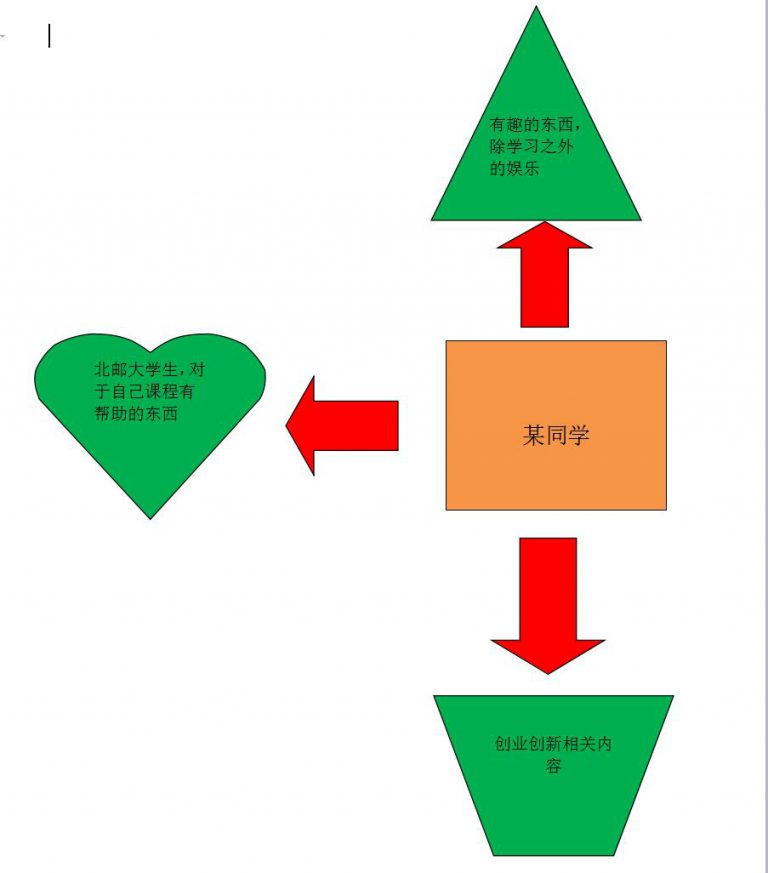 有趣的东西，
除学习之外
的娱乐
北邮大学生，对
于自己课程有
帮助的东西
某同学
创业创新相关内
容